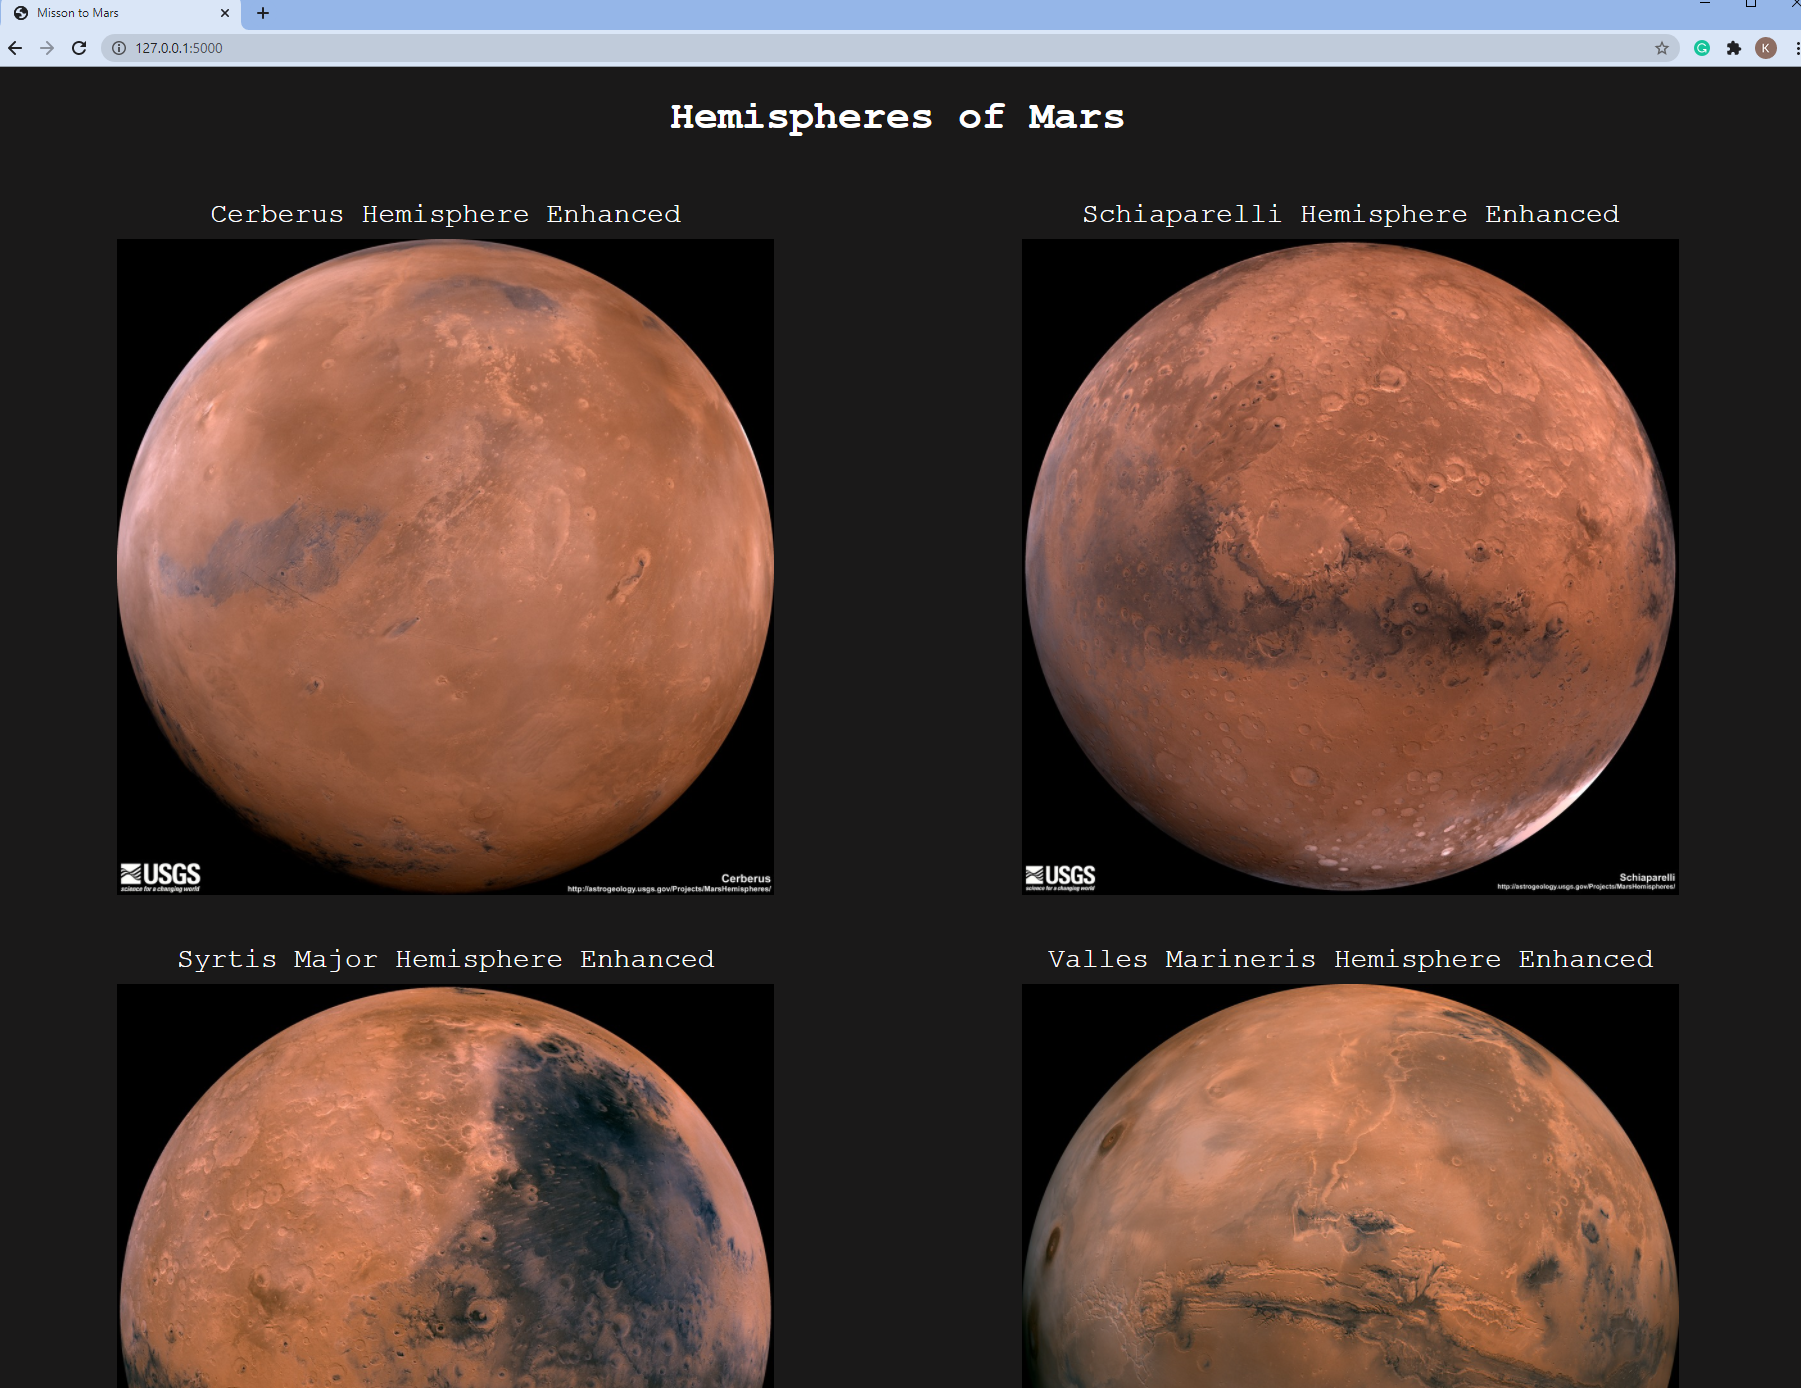 Misson to Mars
127.0.0.1:5000
K
Hemispheres of Mars
Cerberus Hemisphere Enhanced
Schiaparelli Hemisphere Enhanced
USGS
science for a changing world
Cerberus
http://astrogeology.usgs.gov/Projects/MarsHemispheres/
USGS
science for a changing world
Schiaparelli
http://astrogeology.usgs.gov/Projects/MarsHemispheres/
Syrtis Major Hemisphere Enhanced
Valles Marineris Hemisphere Enhanced